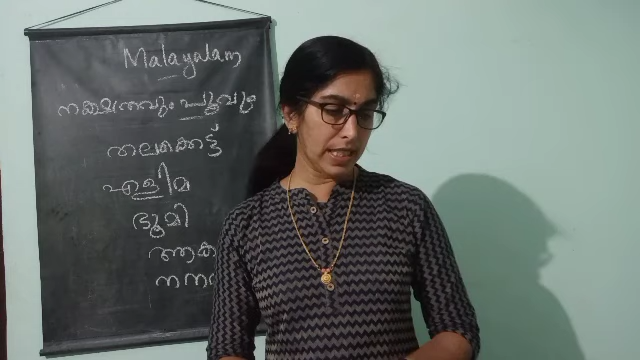 Malayalam
നക്ഷത്രവും പൂവും
തലക്കെട്ട്
എളിമ
ഭൂമി